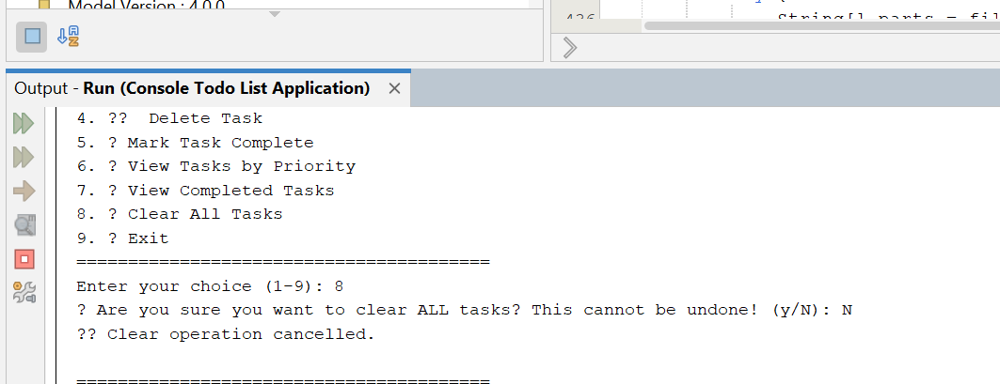 Model Version : 4.0.0
426
String[] parts = fil
Output - Run (Console Todo List Application)
4. ??  Delete Task
5. ? Mark Task Complete
6. ? View Tasks by Priority
7. ? View Completed Tasks
8. ? Clear All Tasks
9. ? Exit
========================================
Enter your choice (1-9): 8
? Are you sure you want to clear ALL tasks? This cannot be undone! (y/N): N
?? Clear operation cancelled.
========================================